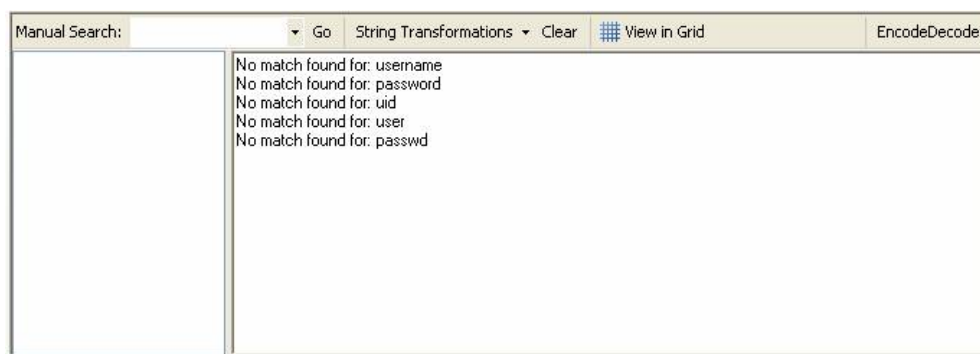 Manual Search: Go String Transformations Clear View in Grid EncodeDecode
No match found for: username
No match found for: password
No match found for: uid
No match found for: user
No match found for: passwd